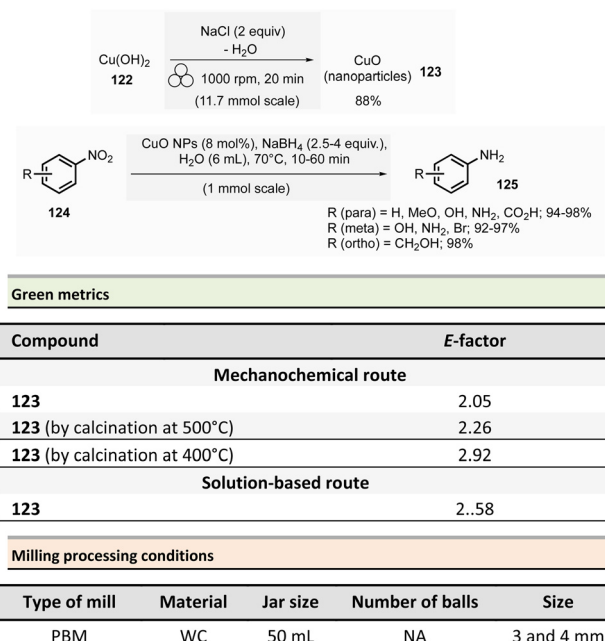 NaCl (2 equiv)
- H₂O
Cu(OH)₂
122
1000 rpm, 20 min
(11.7 mmol scale)
CuO
(nanoparticles) 123
88%
CuO NPs (8 mol%), NaBH₄ (2.5-4 equiv.),
H₂O (6 mL), 70°C, 10-60 min
(1 mmol scale)
R
NO₂
124
NH₂
R
125
R (para) = H, MeO, OH, NH₂, CO₂H; 94-98%
R (meta) = OH, NH₂, Br; 92-97%
R (ortho) = CH₂OH; 98%
Green metrics
Compound E-factor
Mechanochemical route
123 2.05
123 (by calcination at 500°C) 2.26
123 (by calcination at 400°C) 2.92
Solution-based route
123 2..58
Milling processing conditions
Type of mill Material Jar size Number of balls Size
PBM WC 50 mL NA 3 and 4 mm